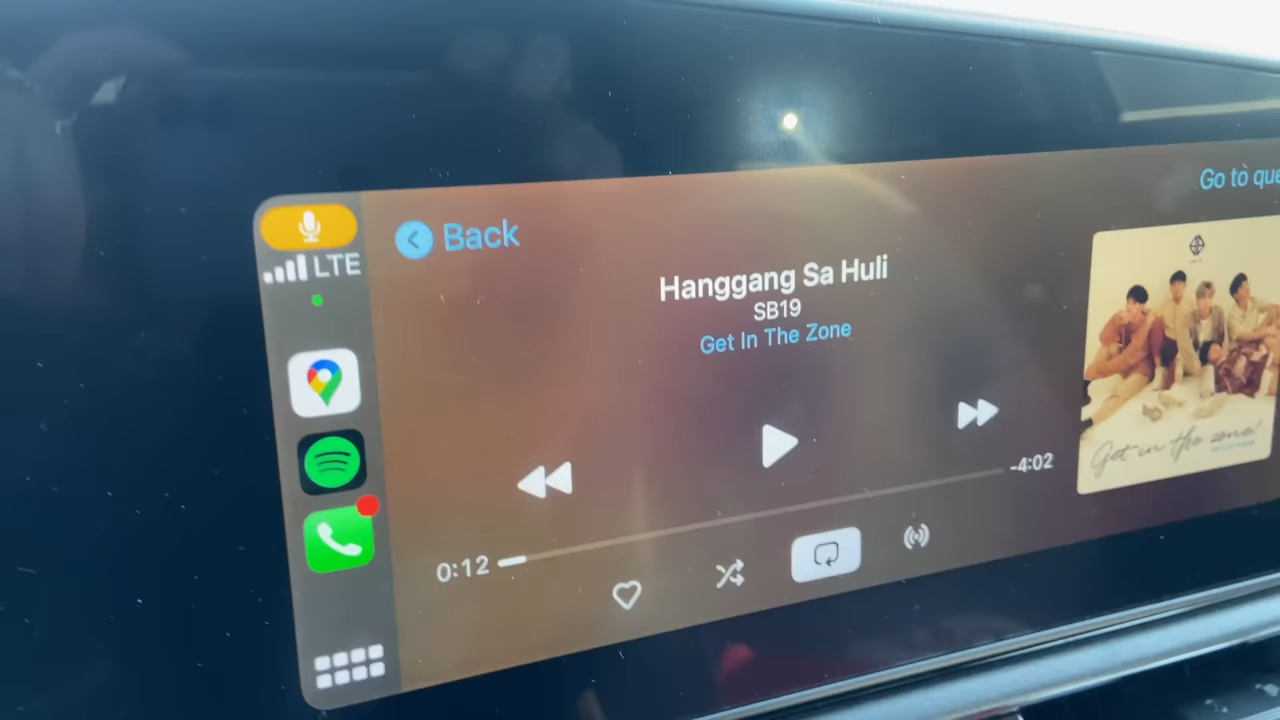 LTE
Back
Go to que
Hanggang Sa Huli
SB19
Get In The Zone
-4:02
0:12
Get in the zone